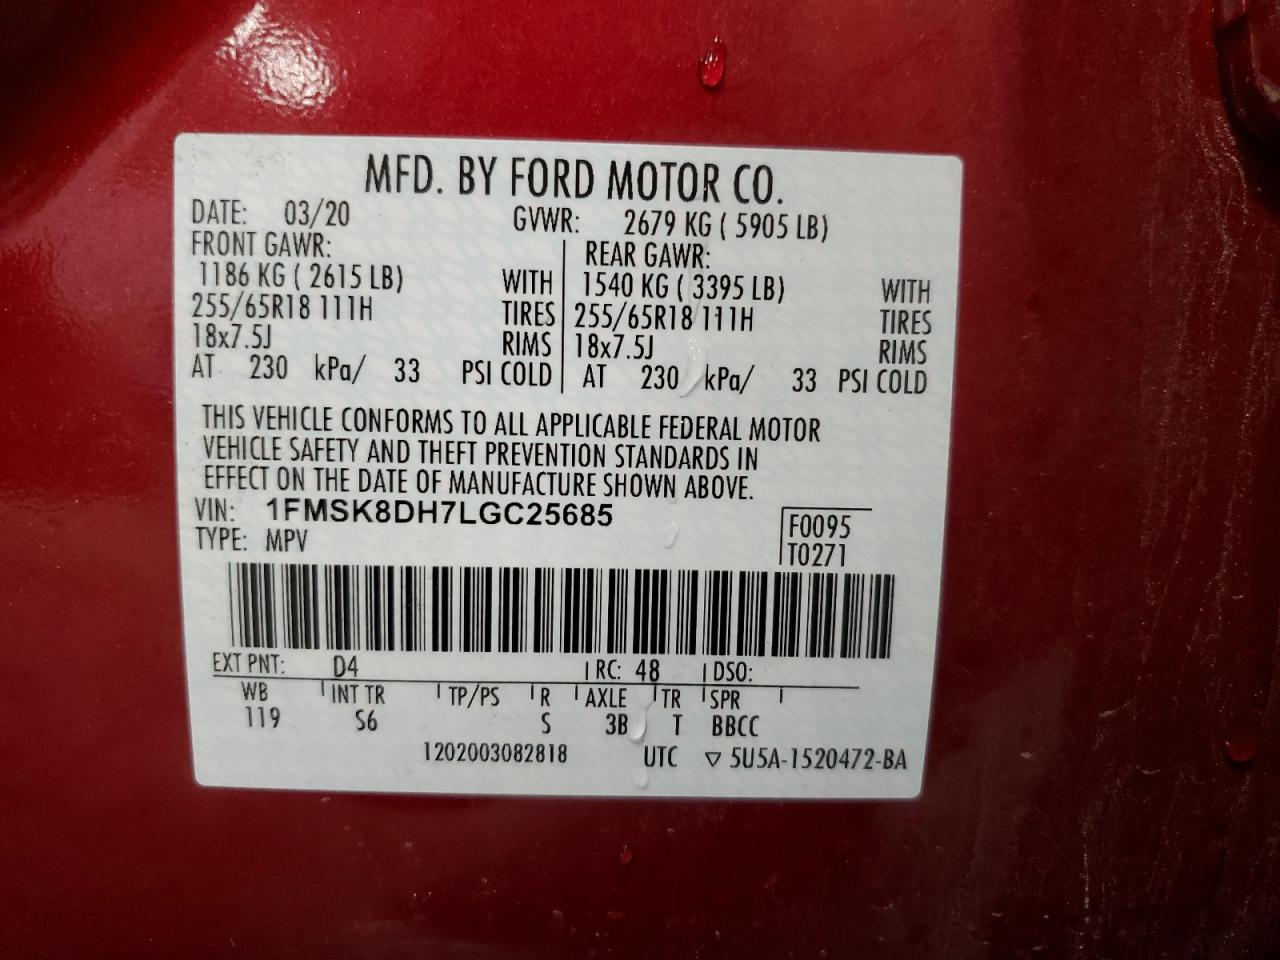 MFD. BY FORD MOTOR CO.
DATE: 03/20 GVWR: 2679 KG ( 5905 LB)
FRONT GAWR: REAR GAWR:
1186 KG ( 2615 LB) WITH 1540 KG ( 3395 LB) WITH
255/65R18 111H TIRES 255/65R18 111H TIRES
18x7.5J RIMS 18x7.5J RIMS
AT 230 kPa/ 33 PSI COLD AT 230 kPa/ 33 PSI COLD
THIS VEHICLE CONFORMS TO ALL APPLICABLE FEDERAL MOTOR
VEHICLE SAFETY AND THEFT PREVENTION STANDARDS IN
EFFECT ON THE DATE OF MANUFACTURE SHOWN ABOVE.
VIN: 1FMSK8DH7LGC25685 F0095
TYPE: MPV T0271
EXT PNT: D4 RC: 48 DSO:
WB INT TR TP/PS R AXLE TR SPR
119 S6 S 3B T BBCC
1202003082818 UTC ▽ 5U5A-1520472-BA